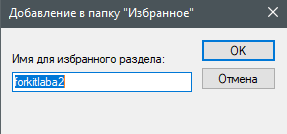 Добавление в папку "Избранное"
Имя для избранного раздела:
forkitlaba2
OK
Отмена